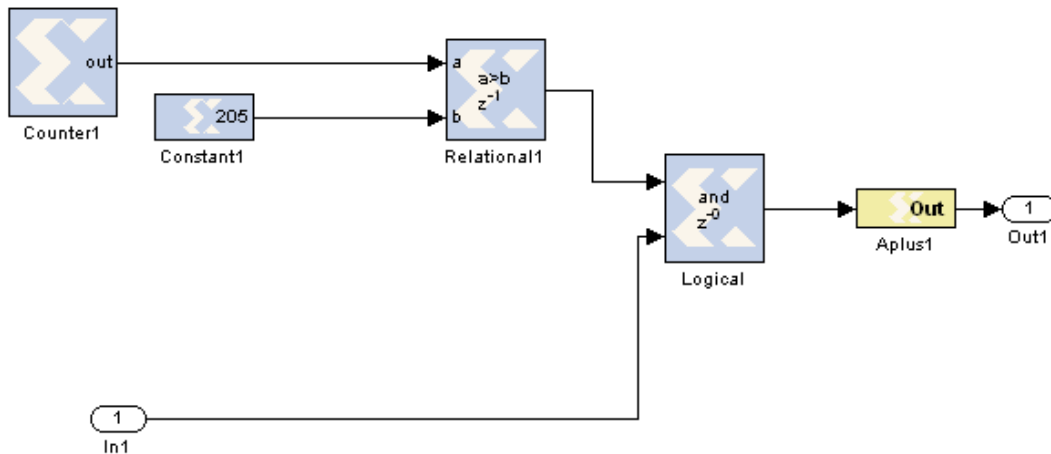 out
Counter1
205
Constant1
a
b
a>b
z⁻¹
Relational1
and
z⁻⁰
Logical
Out
Aplus1
1
Out1
1
In1